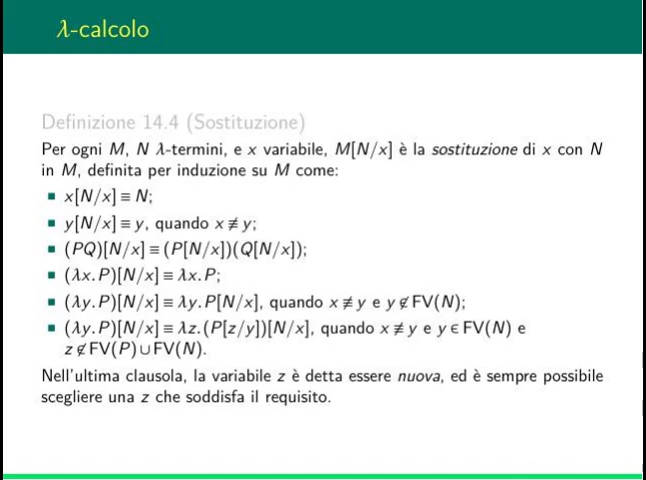 λ-calcolo
Definizione 14.4 (Sostituzione)
Per ogni M, N λ-termini, e x variabile, M[N/x] è la sostituzione di x con N
in M, definita per induzione su M come:
▪ x[N/x] ≡ N;
▪ y[N/x] ≡ y, quando x ≢ y;
▪ (PQ)[N/x] ≡ (P[N/x])(Q[N/x]);
▪ (λx.P)[N/x] ≡ λx.P;
▪ (λy.P)[N/x] ≡ λy.P[N/x], quando x ≢ y e y ∉ FV(N);
▪ (λy.P)[N/x] ≡ λz.(P[z/y])[N/x], quando x ≢ y e y ∈ FV(N) e
z ∉ FV(P) ∪ FV(N).
Nell'ultima clausola, la variabile z è detta essere nuova, ed è sempre possibile
scegliere una z che soddisfa il requisito.